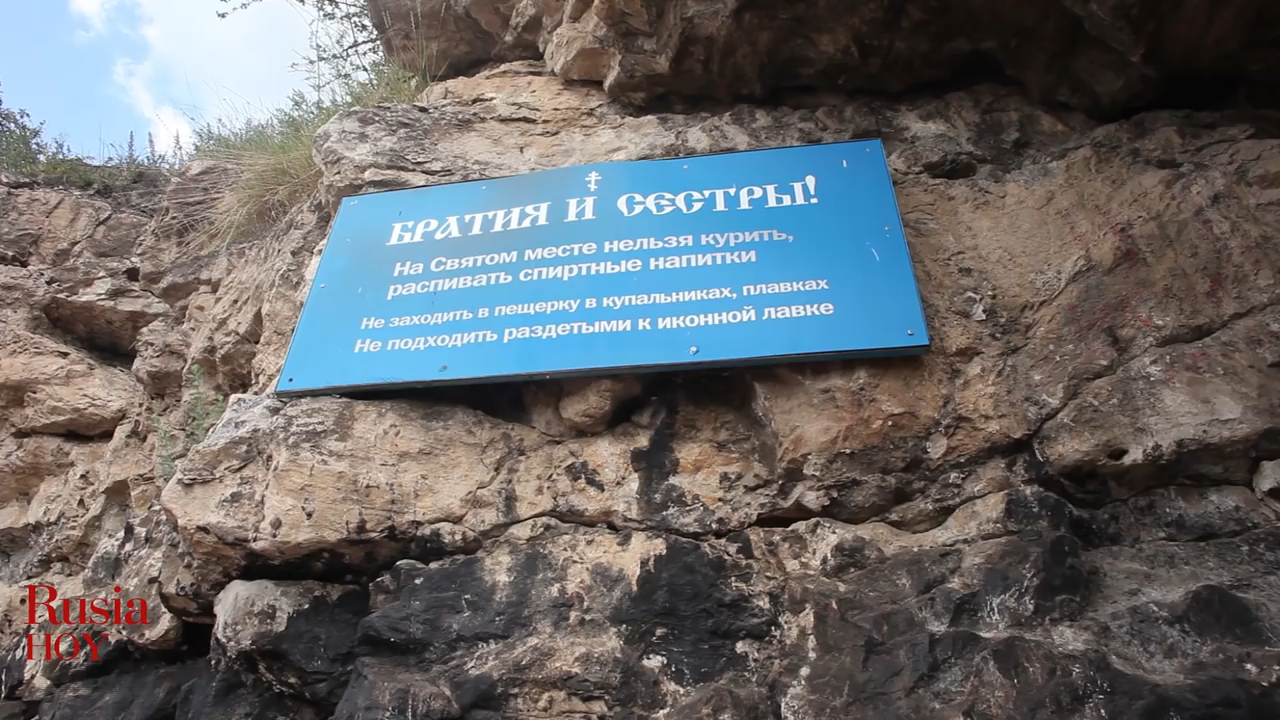 БРАТИЯ И СЕСТРЫ!
На Святом месте нельзя курить,
распивать спиртные напитки
Не заходить в пещерку в купальниках, плавках
Не подходить раздетыми к иконной лавке
Rusia
HOY